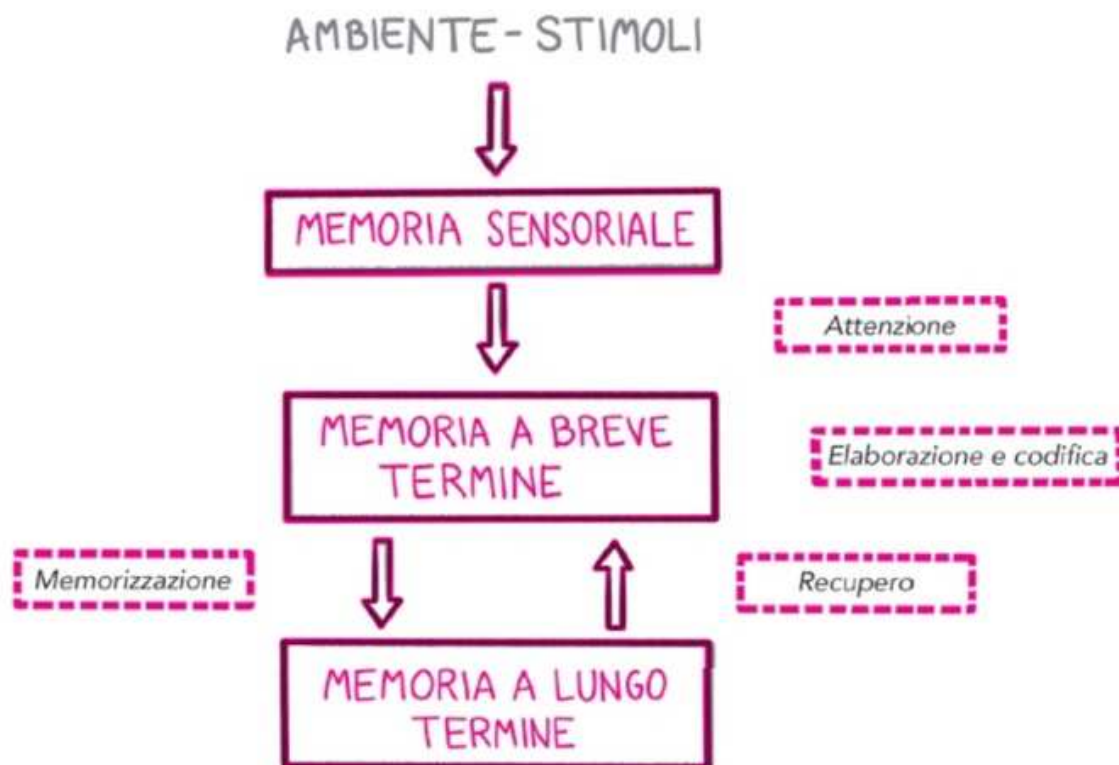 AMBIENTE - STIMOLI
MEMORIA SENSORIALE
Attenzione
MEMORIA A BREVE
TERMINE
Elaborazione e codifica
Memorizzazione
Recupero
MEMORIA A LUNGO
TERMINE